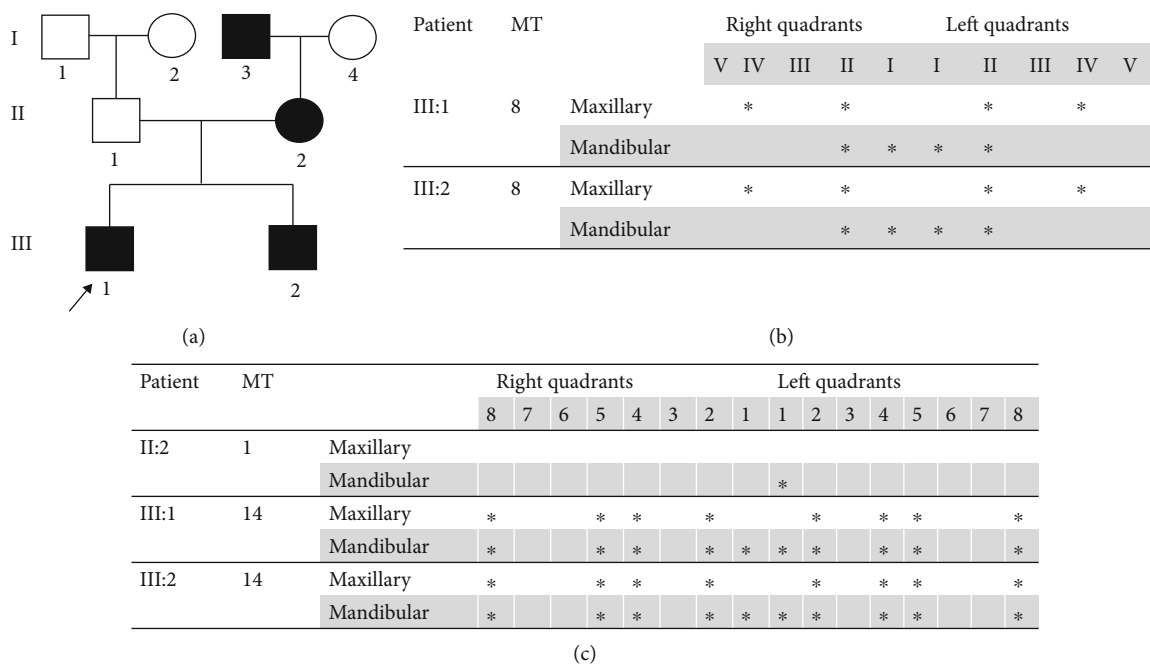 I
1
2
3
4
II
1
2
III
1
2
(a)
Patient MT Right quadrants Left quadrants
V IV III II I I II III IV V
III:1 8 Maxillary * * * *
Mandibular * * * *
III:2 8 Maxillary * * * *
Mandibular * * * *
(b)
Patient MT Right quadrants Left quadrants
8 7 6 5 4 3 2 1 1 2 3 4 5 6 7 8
II:2 1 Maxillary
Mandibular *
III:1 14 Maxillary * * * * * * * *
Mandibular * * * * * * * * * *
III:2 14 Maxillary * * * * * * * *
Mandibular * * * * * * * * * *
(c)